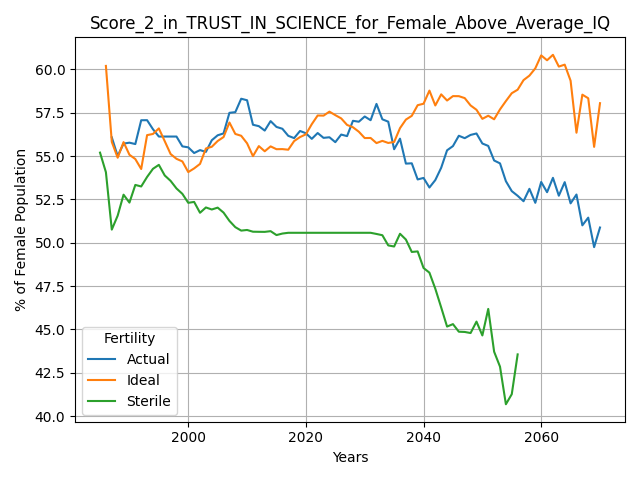 Score_2_in_TRUST_IN_SCIENCE_for_Female_Above_Average_IQ
% of Female Population
60.0
57.5
55.0
52.5
50.0
47.5
45.0
42.5
40.0
Fertility
Actual
Ideal
Sterile
2000 2020 2040 2060
Years